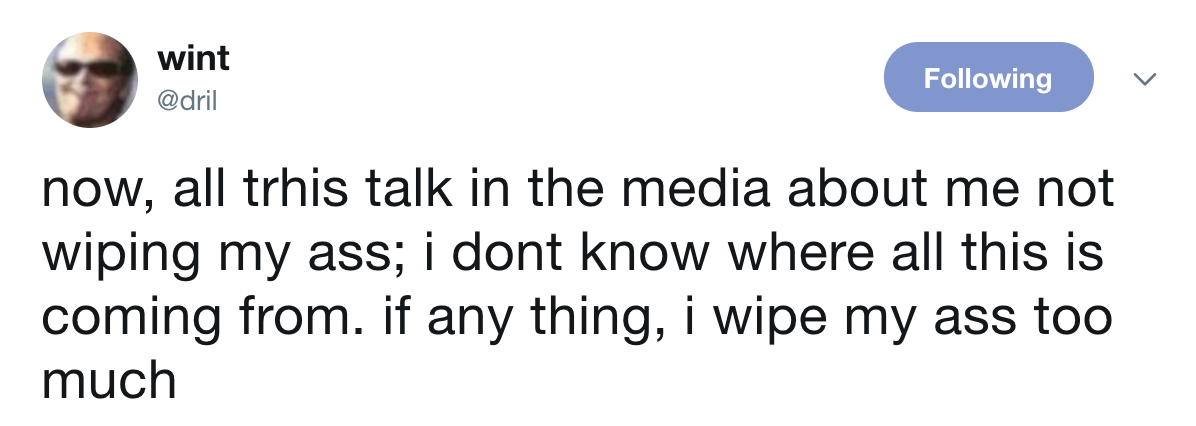 wint
@dril
Following
now, all trhis talk in the media about me not
wiping my ass; i dont know where all this is
coming from. if any thing, i wipe my ass too
much